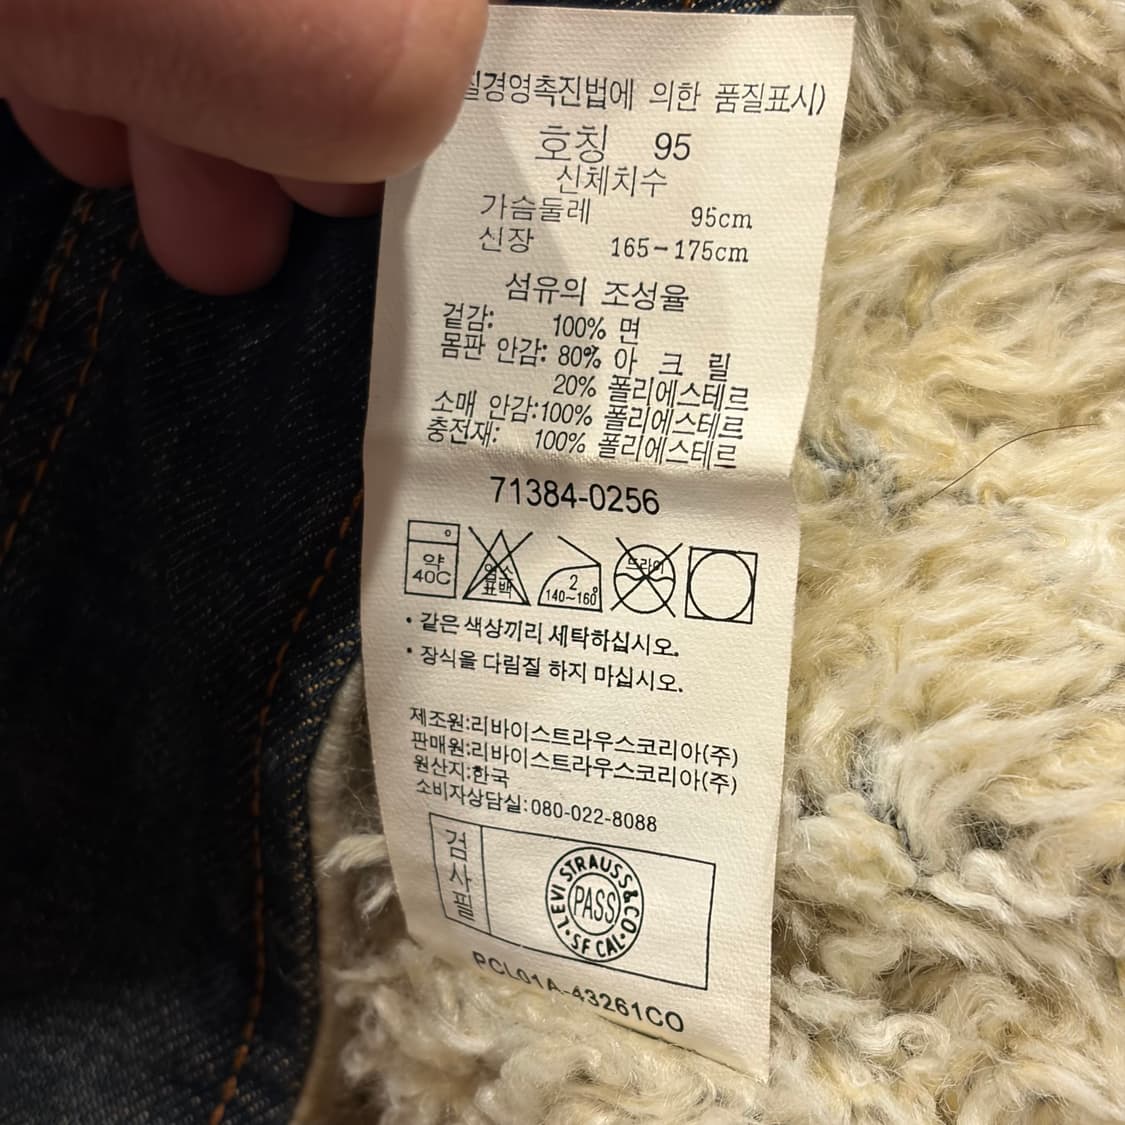 질경영촉진법에 의한 품질표시)
호칭 95
신체치수
가슴둘레 95cm
신장 165-175cm
섬유의 조성율
겉감: 100% 면
몸판 안감: 80% 아 크 릴
20% 폴리에스테르
소매 안감:100% 폴리에스테르
충전재: 100% 폴리에스테르
71384-0256
약 40C
염소 표백
2 140~160°
드라이
• 같은 색상끼리 세탁하십시오.
• 장식을 다림질 하지 마십시오.
제조원:리바이스트라우스코리아(주)
판매원:리바이스트라우스코리아(주)
원산지:한국
소비자상담실:080-022-8088
검사필
LEVI STRAUSS & CO
PASS
• SF CAL •
PCL01A-43261CO